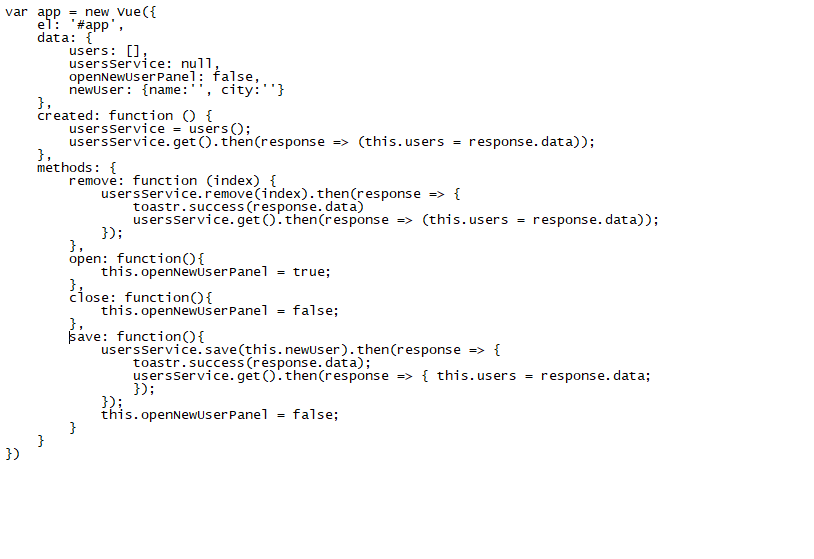 var app = new Vue({
    el: '#app',
    data: {
        users: [],
        usersService: null,
        openNewUserPanel: false,
        newUser: {name:'', city:''}
    },
    created: function () {
        usersService = users();
        usersService.get().then(response => (this.users = response.data));
    },
    methods: {
        remove: function (index) {
            usersService.remove(index).then(response => {
                toastr.success(response.data)
                usersService.get().then(response => (this.users = response.data));
            });
        },
        open: function(){
            this.openNewUserPanel = true;
        },
        close: function(){
            this.openNewUserPanel = false;
        },
        save: function(){
            usersService.save(this.newUser).then(response => {
                toastr.success(response.data);
                usersService.get().then(response => { this.users = response.data;
                });
            });
            this.openNewUserPanel = false;
        }
    }
})